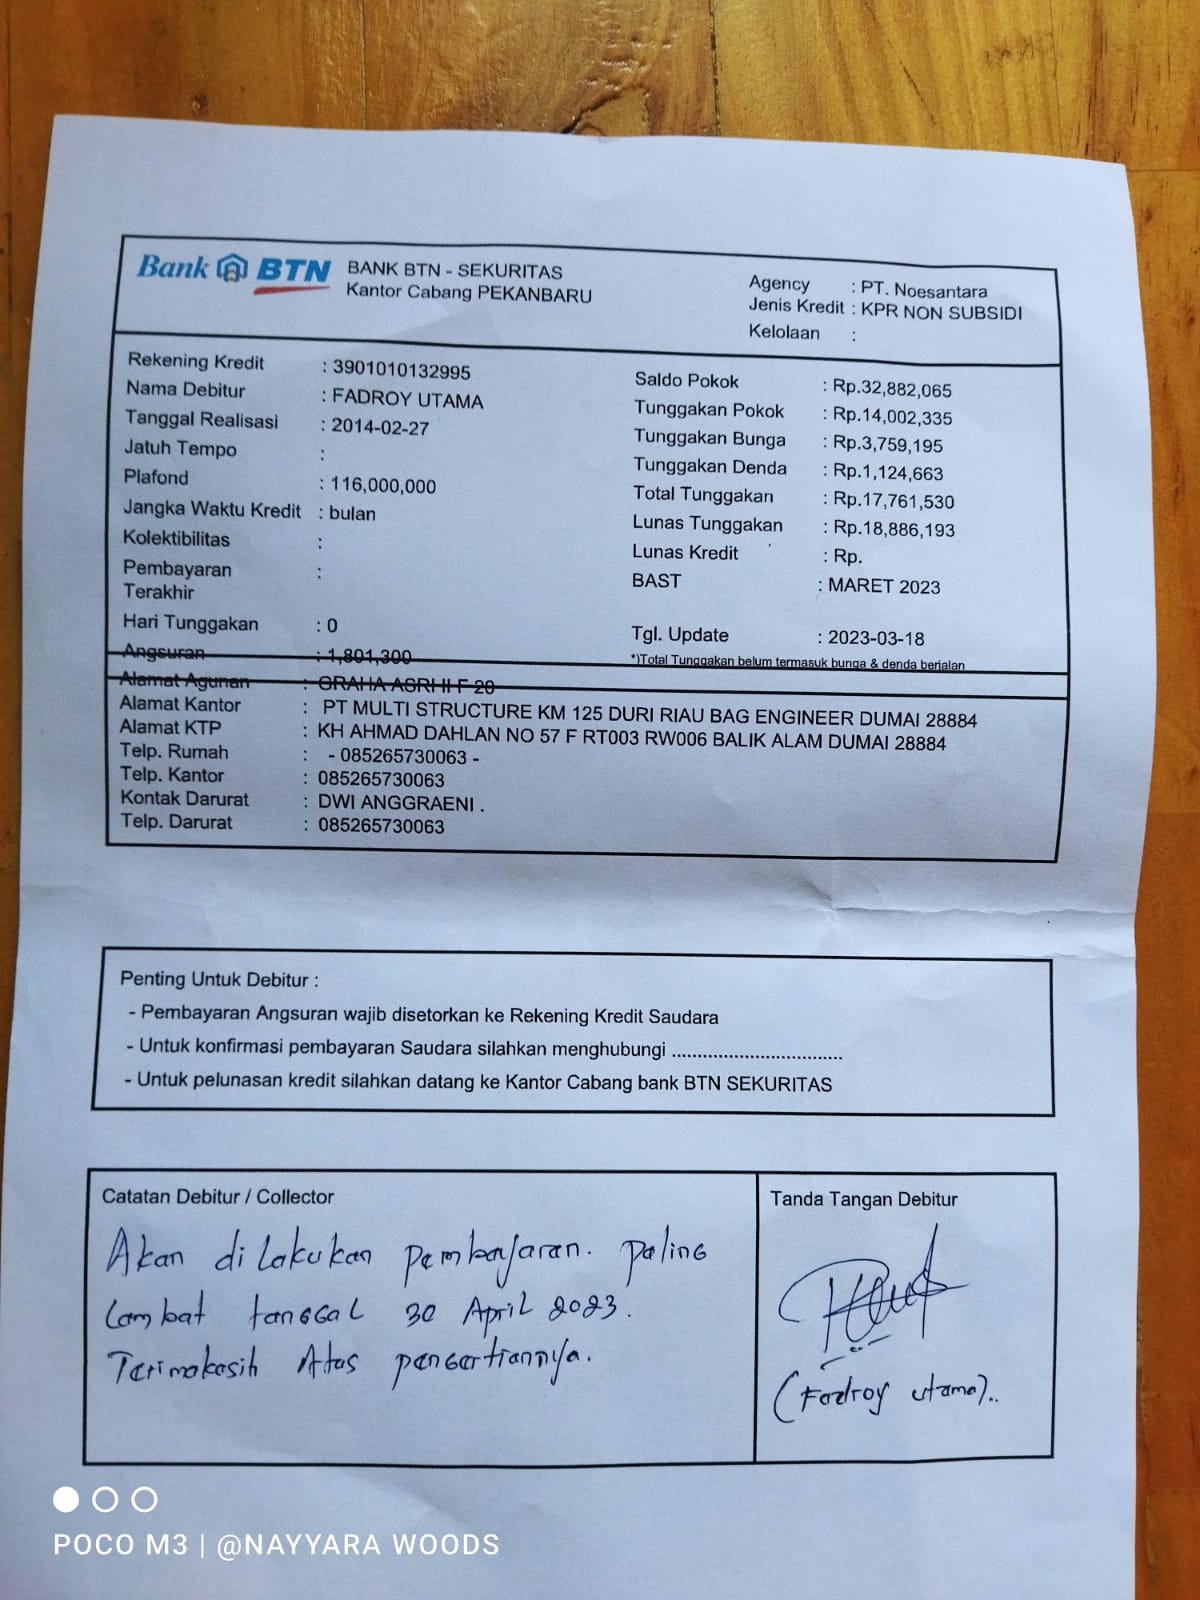 Bank BTN
BANK BTN - SEKURITAS
Kantor Cabang PEKANBARU
Agency : PT. Noesantara
Jenis Kredit : KPR NON SUBSIDI
Kelolaan :
Rekening Kredit : 3901010132995
Nama Debitur : FADROY UTAMA
Tanggal Realisasi : 2014-02-27
Jatuh Tempo :
Plafond : 116,000,000
Jangka Waktu Kredit : bulan
Kolektibilitas :
Pembayaran :
Terakhir
Hari Tunggakan : 0
Angsuran : 1,801,300
Saldo Pokok : Rp.32,882,065
Tunggakan Pokok : Rp.14,002,335
Tunggakan Bunga : Rp.3,759,195
Tunggakan Denda : Rp.1,124,663
Total Tunggakan : Rp.17,761,530
Lunas Tunggakan : Rp.18,886,193
Lunas Kredit : Rp.
BAST : MARET 2023
Tgl. Update : 2023-03-18
*)Total Tunggakan belum termasuk bunga & denda berjalan
Alamat Agunan : GRAHA ASRI II F 20
Alamat Kantor : PT MULTI STRUCTURE KM 125 DURI RIAU BAG ENGINEER DUMAI 28884
Alamat KTP : KH AHMAD DAHLAN NO 57 F RT003 RW006 BALIK ALAM DUMAI 28884
Telp. Rumah : - 085265730063 -
Telp. Kantor : 085265730063
Kontak Darurat : DWI ANGGRAENI .
Telp. Darurat : 085265730063
Penting Untuk Debitur :
- Pembayaran Angsuran wajib disetorkan ke Rekening Kredit Saudara
- Untuk konfirmasi pembayaran Saudara silahkan menghubungi .................................
- Untuk pelunasan kredit silahkan datang ke Kantor Cabang bank BTN SEKURITAS
Catatan Debitur / Collector
Akan dilakukan pembayaran. paling
lambat tanggal 30 April 2023.
Terimakasih Atas pengertiannya.
Tanda Tangan Debitur
(Fadroy utama)..
POCO M3 | @NAYYARA WOODS